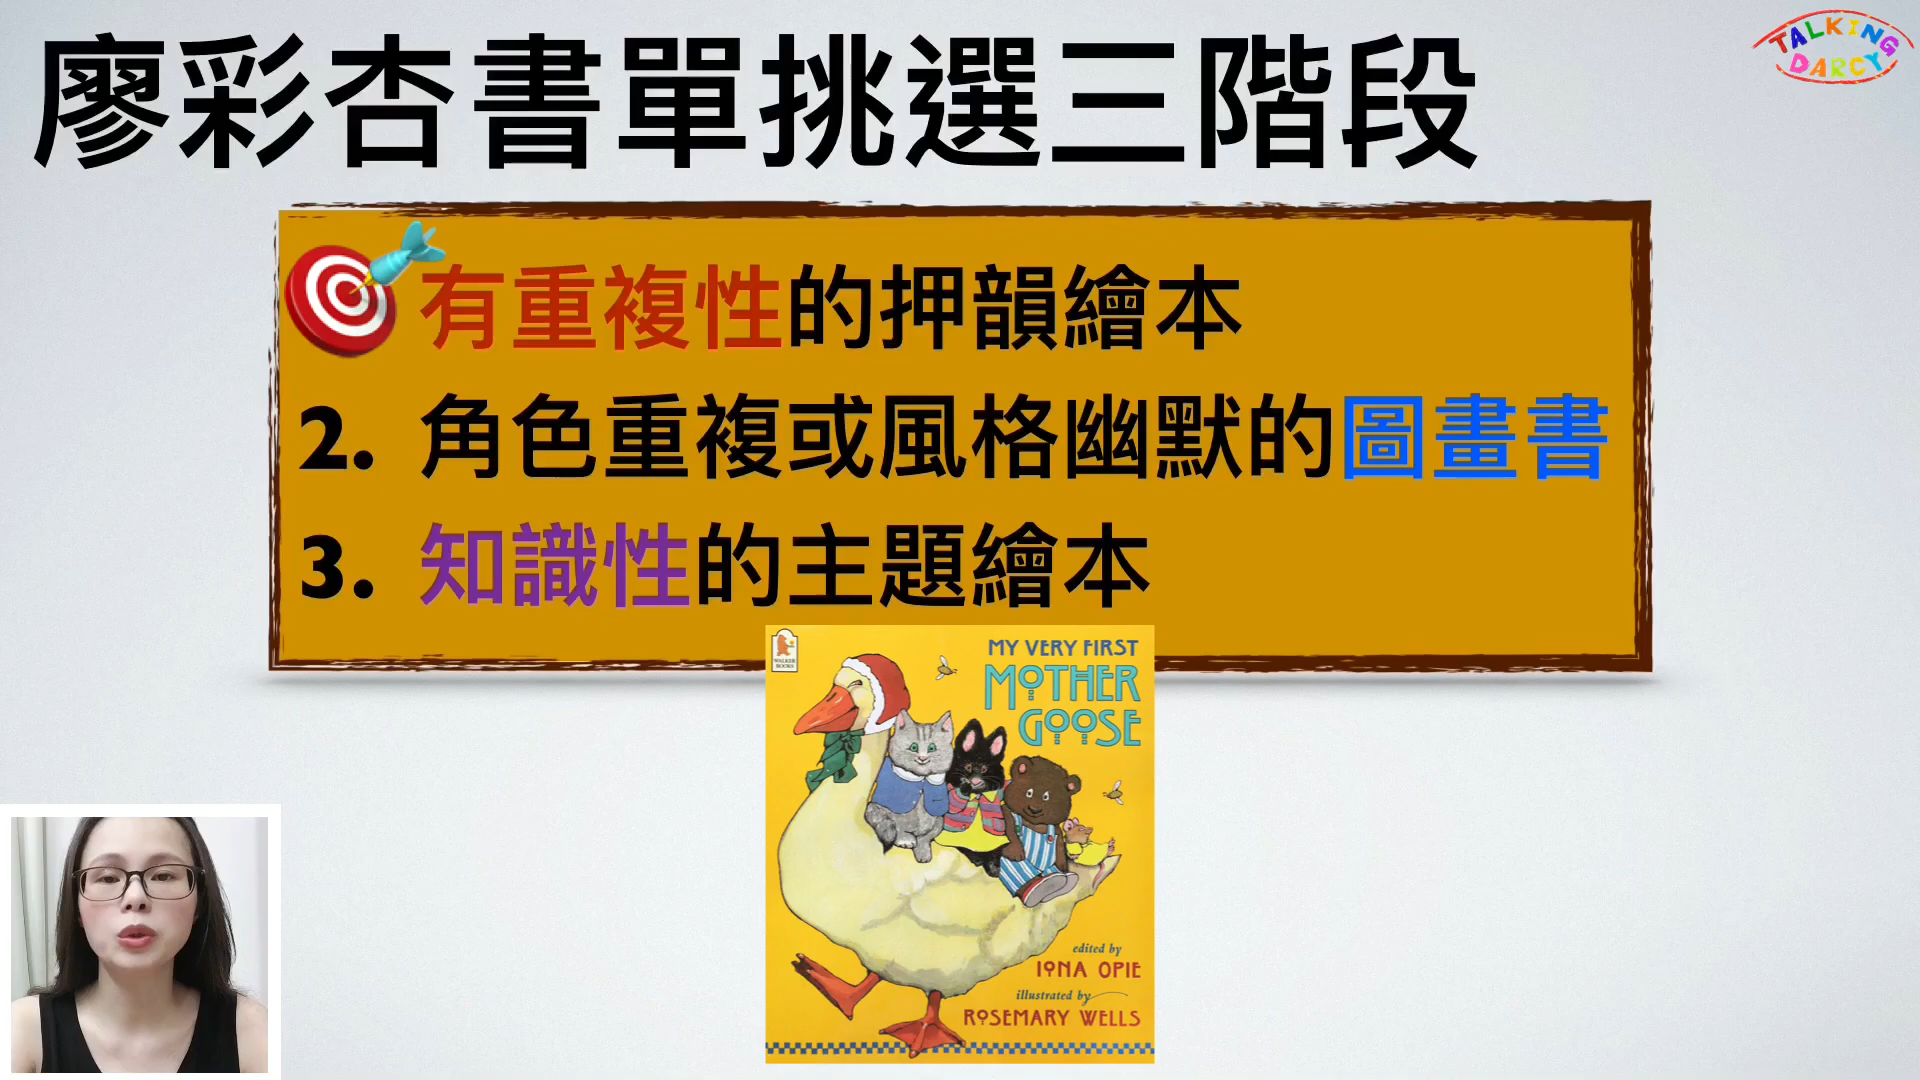 廖彩杏書單挑選三階段
TALKING
DARCY
有重複性的押韻繪本
2. 角色重複或風格幽默的圖畫書
3. 知識性的主題繪本
WALKER
BOOKS
MY VERY FIRST
MOTHER
GOOSE
edited by
IONA OPIE
illustrated by
ROSEMARY WELLS